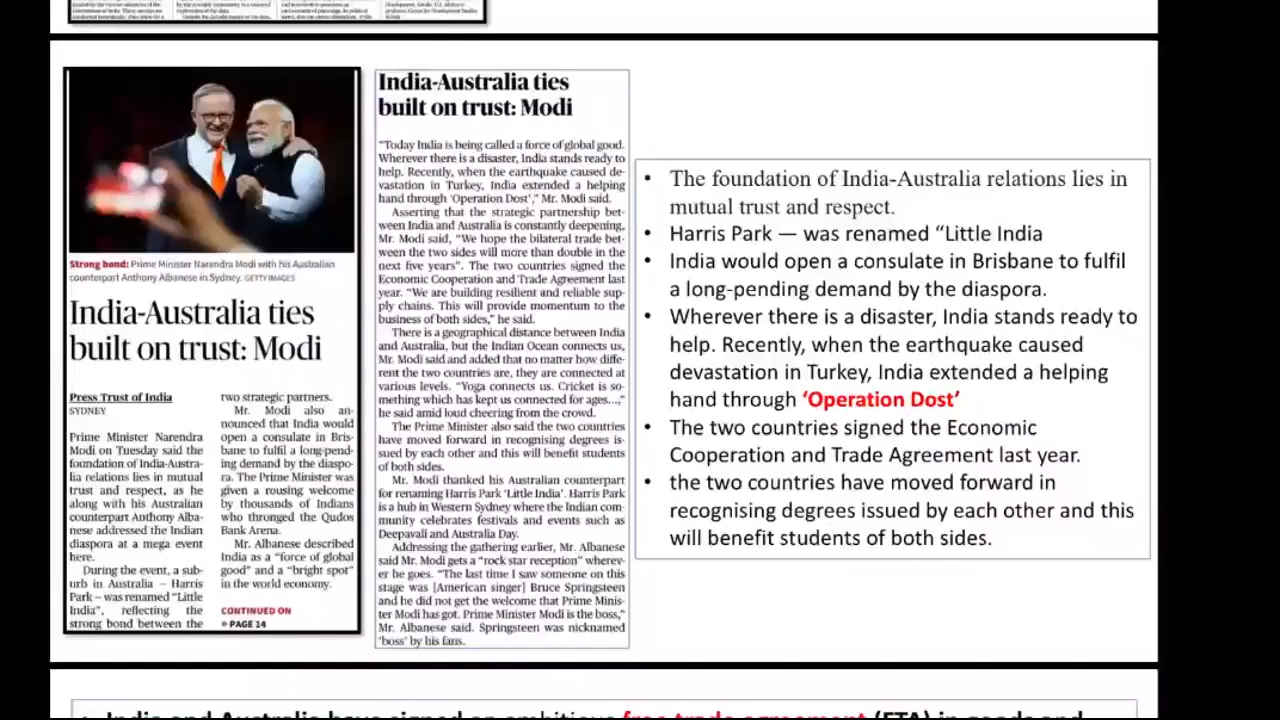 Strong bond: Prime Minister Narendra Modi with his Australian
counterpart Anthony Albanese in Sydney. GETTY IMAGES
India-Australia ties
built on trust: Modi
Press Trust of India
SYDNEY
Prime Minister Narendra
Modi on Tuesday said the
foundation of India-Austra-
lia relations lies in mutual
trust and respect, as he
along with his Australian
counterpart Anthony Alba-
nese addressed the Indian
diaspora at a mega event
here.
During the event, a sub-
urb in Australia – Harris
Park – was renamed "Little
India", reflecting the
strong bond between the
two strategic partners.
Mr. Modi also an-
nounced that India would
open a consulate in Bris-
bane to fulfil a long-pend-
ing demand by the diaspo-
ra. The Prime Minister was
given a rousing welcome
by thousands of Indians
who thronged the Qudos
Bank Arena.
Mr. Albanese described
India as a "force of global
good" and a "bright spot"
in the world economy.
CONTINUED ON
» PAGE 14
India-Australia ties
built on trust: Modi
"Today India is being called a force of global good.
Wherever there is a disaster, India stands ready to
help. Recently, when the earthquake caused de-
vastation in Turkey, India extended a helping
hand through 'Operation Dost'," Mr. Modi said.
Asserting that the strategic partnership bet-
ween India and Australia is constantly deepening,
Mr. Modi said, "We hope the bilateral trade bet-
ween the two sides will more than double in the
next five years". The two countries signed the
Economic Cooperation and Trade Agreement last
year. "We are building resilient and reliable sup-
ply chains. This will provide momentum to the
business of both sides," he said.
There is a geographical distance between India
and Australia, but the Indian Ocean connects us,
Mr. Modi said and added that no matter how diffe-
rent the two countries are, they are connected at
various levels. "Yoga connects us. Cricket is so-
mething which has kept us connected for ages...,"
he said amid loud cheering from the crowd.
The Prime Minister also said the two countries
have moved forward in recognising degrees is-
sued by each other and this will benefit students
of both sides.
Mr. Modi thanked his Australian counterpart
for renaming Harris Park 'Little India'. Harris Park
is a hub in Western Sydney where the Indian com-
munity celebrates festivals and events such as
Deepavali and Australia Day.
Addressing the gathering earlier, Mr. Albanese
said Mr. Modi gets a "rock star reception" wherev-
er he goes. "The last time I saw someone on this
stage was [American singer] Bruce Springsteen
and he did not get the welcome that Prime Minis-
ter Modi has got. Prime Minister Modi is the boss,"
Mr. Albanese said. Springsteen was nicknamed
'boss' by his fans.
• The foundation of India-Australia relations lies in
mutual trust and respect.
• Harris Park — was renamed "Little India
• India would open a consulate in Brisbane to fulfil
a long-pending demand by the diaspora.
• Wherever there is a disaster, India stands ready to
help. Recently, when the earthquake caused
devastation in Turkey, India extended a helping
hand through 'Operation Dost'
• The two countries signed the Economic
Cooperation and Trade Agreement last year.
• the two countries have moved forward in
recognising degrees issued by each other and this
will benefit students of both sides.
• India and Australia have signed an ambitious free trade agreement (FTA) in goods and